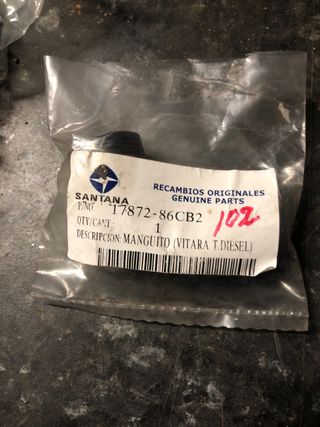 SANTANA
RECAMBIOS ORIGINALES
GENUINE PARTS
P/NO. 17872-86CB2
102
QTY/CANT: 1
DESCRIPCION: MANGUITO (VITARA T.DIESEL)